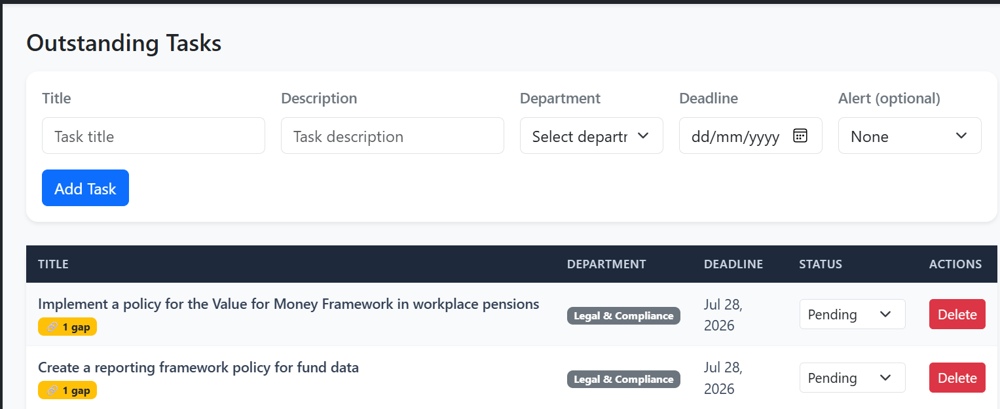 Outstanding Tasks
Title Description Department Deadline Alert (optional)
Task title Task description Select departr dd/mm/yyyy None
Add Task
TITLE DEPARTMENT DEADLINE STATUS ACTIONS
Implement a policy for the Value for Money Framework in workplace pensions
1 gap
Legal & Compliance
Jul 28,
2026
Pending
Delete
Create a reporting framework policy for fund data
1 gap
Legal & Compliance
Jul 28,
2026
Pending
Delete